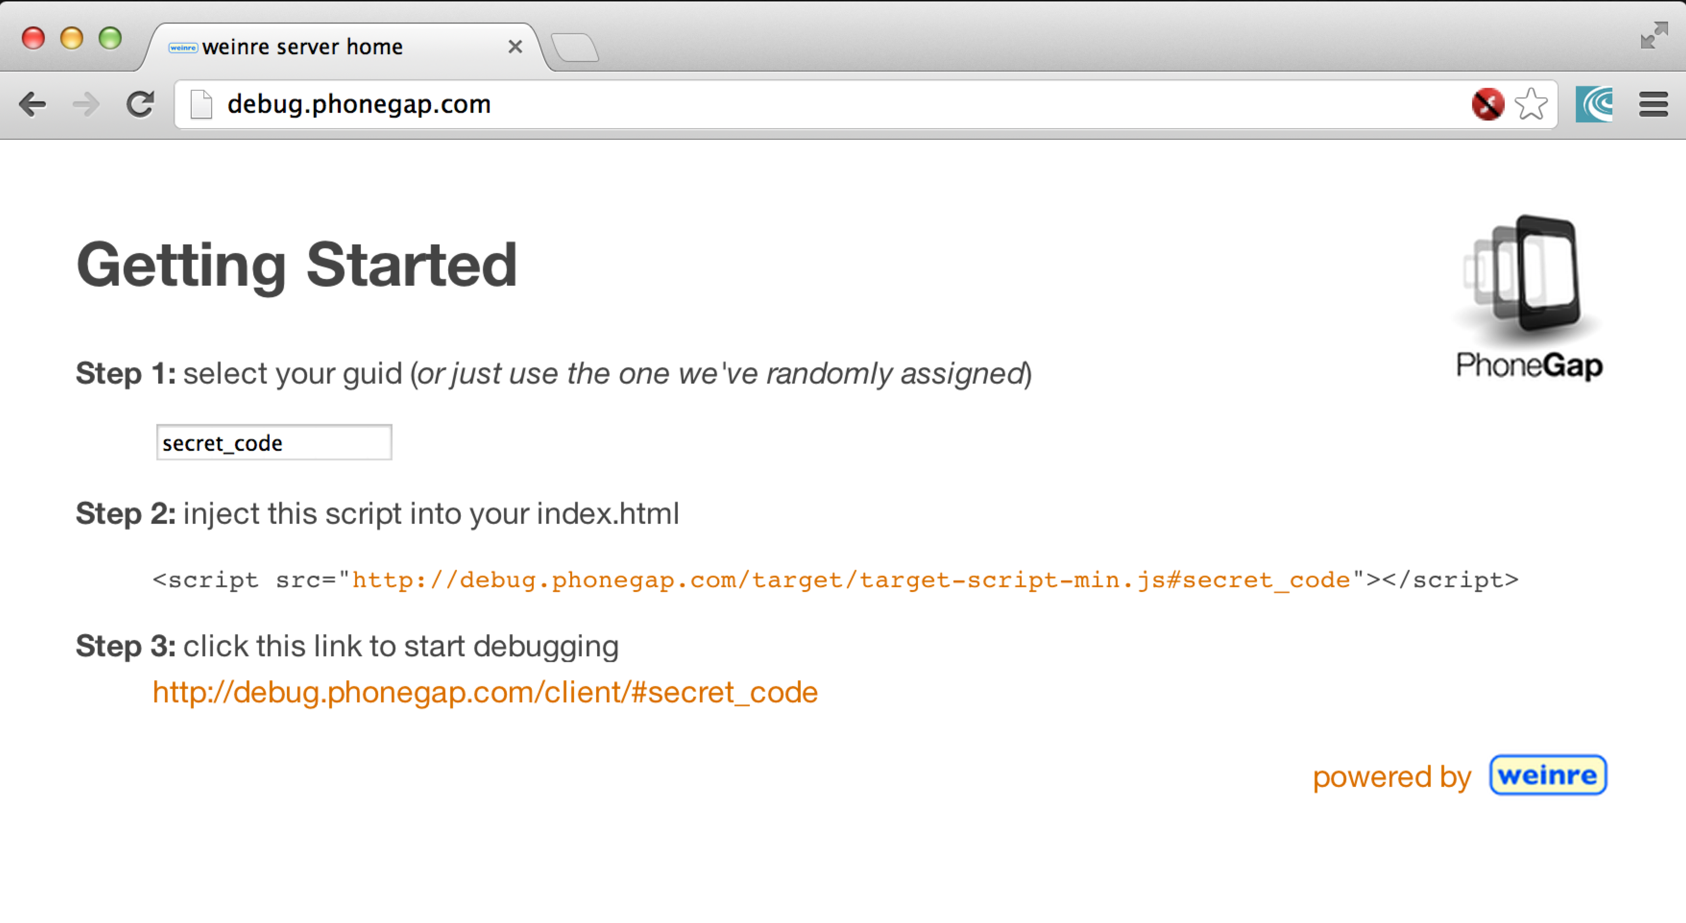 weinre weinre server home
debug.phonegap.com
Getting Started
PhoneGap
Step 1: select your guid (or just use the one we've randomly assigned)
secret_code
Step 2: inject this script into your index.html
<script src="http://debug.phonegap.com/target/target-script-min.js#secret_code"></script>
Step 3: click this link to start debugging
http://debug.phonegap.com/client/#secret_code
powered by weinre